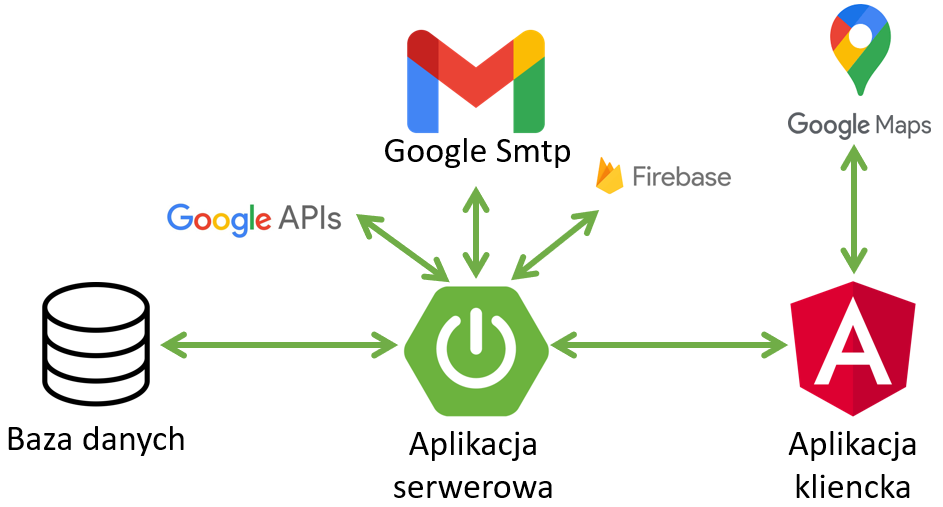 Google Maps
Google Smtp
Firebase
Google APIs
Baza danych
Aplikacja
serwerowa
Aplikacja
kliencka